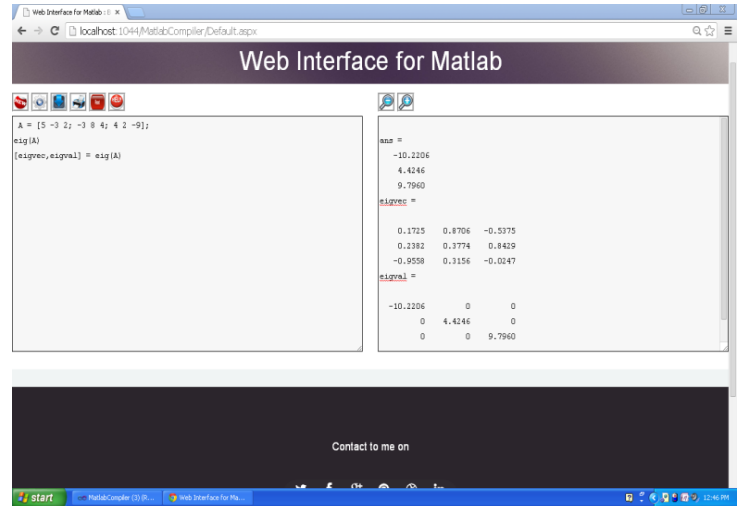 Web Interface for Matlab : B
localhost:1044/MatlabCompiler/Default.aspx
Web Interface for Matlab
A = [5 -3 2; -3 8 4; 4 2 -9];
eig(A)
[eigvec,eigval] = eig(A)
ans =
-10.2206
4.4246
9.7960
eigvec =
0.1725 0.8706 -0.5375
0.2382 0.3774 0.8429
-0.9558 0.3156 -0.0247
eigval =
-10.2206 0 0
0 4.4246 0
0 0 9.7960
Contact to me on
start MatlabCompiler (3) (R... Web Interface for Ma... 12:46 PM